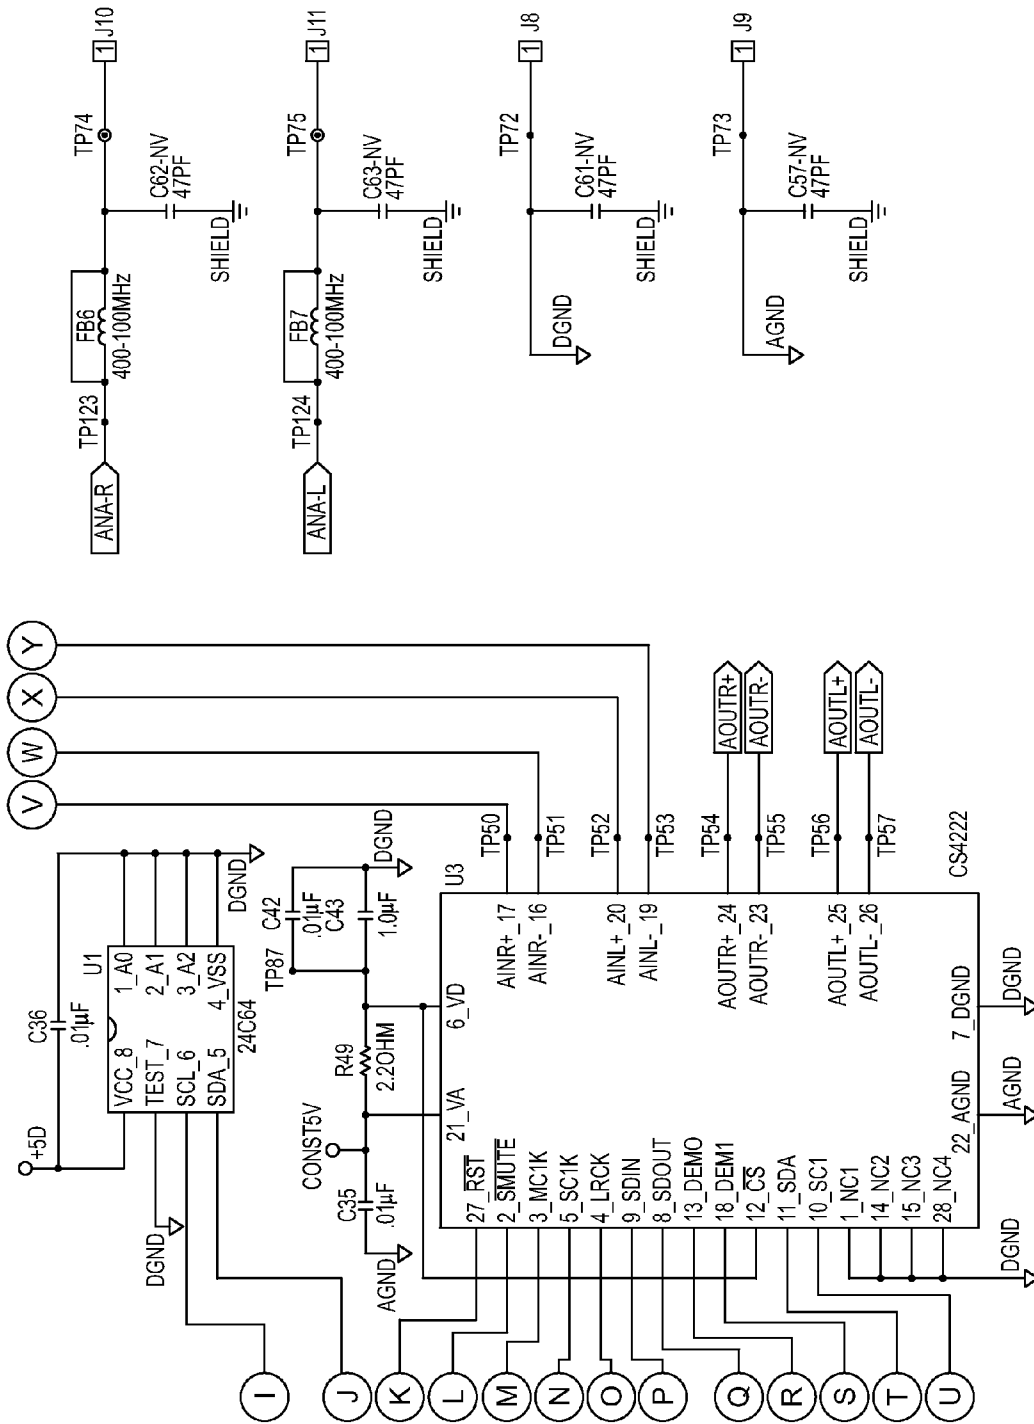 +5D
C36
.01µF
VCC_8
TEST_7
SCL_6
SDA_5
U1
1_A0
2_A1
3_A2
4_VSS
24C64
DGND
DGND
CONST5V
C35
.01µF
AGND
R49
2.2OHM
TP87
C42
.01µF
C43
1.0µF
DGND
U3
21_VA
6_VD
27_RST
2_SMUTE
3_MC1K
5_SC1K
4_LRCK
9_SDIN
8_SDOUT
13_DEMO
18_DEM1
12_CS
11_SDA
10_SC1
1_NC1
14_NC2
15_NC3
28_NC4
DGND
22_AGND
AGND
7_DGND
DGND
AINR+_17
AINR-_16
AINL+_20
AINL-_19
AOUTR+_24
AOUTR-_23
AOUTL+_25
AOUTL-_26
TP50
TP51
TP52
TP53
TP54
TP55
TP56
TP57
CS4222
AOUTR+
AOUTR-
AOUTL+
AOUTL-
I
J
K
L
M
N
O
P
Q
R
S
T
U
V
W
X
Y
ANA-R
TP123
FB6
400-100MHz
C62-NV
47PF
SHIELD
TP74
1 J10
ANA-L
TP124
FB7
400-100MHz
C63-NV
47PF
SHIELD
TP75
1 J11
DGND
C61-NV
47PF
SHIELD
TP72
1 J8
AGND
C57-NV
47PF
SHIELD
TP73
1 J9